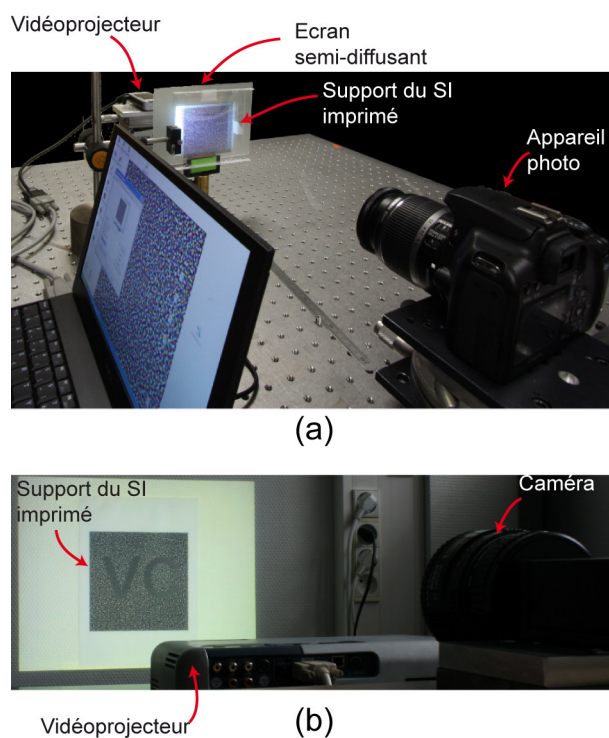 Vidéoprojecteur
Ecran
semi-diffusant
Support du SI
imprimé
Appareil
photo
(a)
Support du SI
imprimé
Caméra
VC
Vidéoprojecteur
(b)